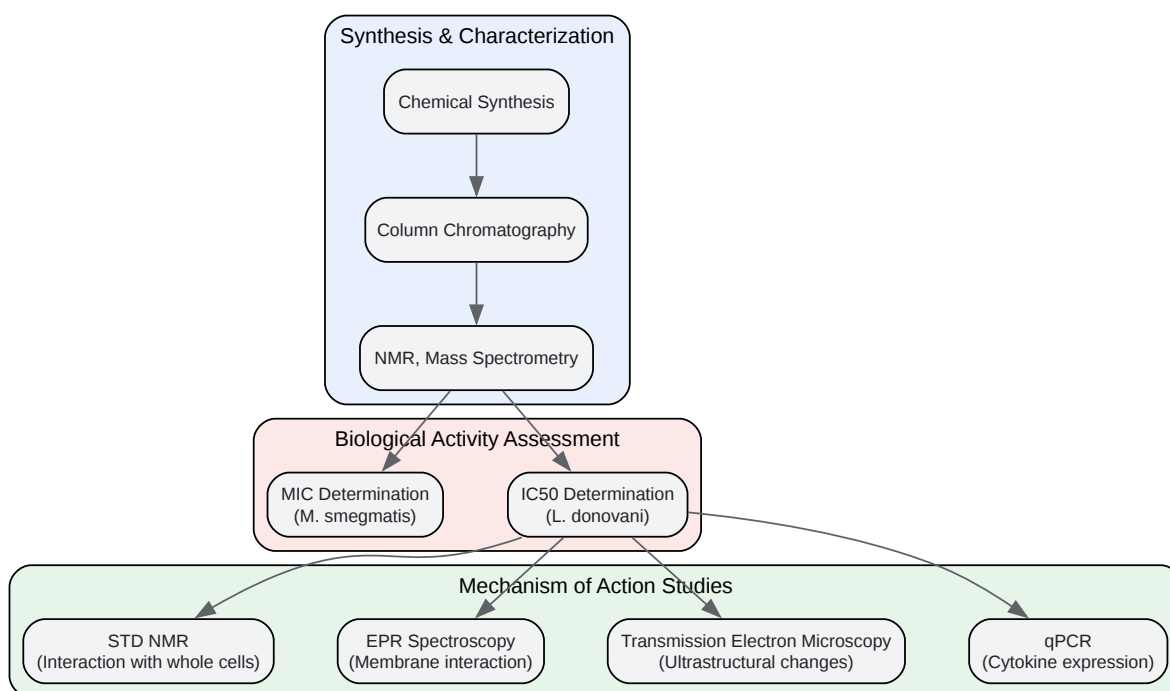 Synthesis & Characterization
Chemical Synthesis
Column Chromatography
NMR, Mass Spectrometry
Biological Activity Assessment
MIC Determination
(M. smegmatis)
IC50 Determination
(L. donovani)
Mechanism of Action Studies
STD NMR
(Interaction with whole cells)
EPR Spectroscopy
(Membrane interaction)
Transmission Electron Microscopy
(Ultrastructural changes)
qPCR
(Cytokine expression)